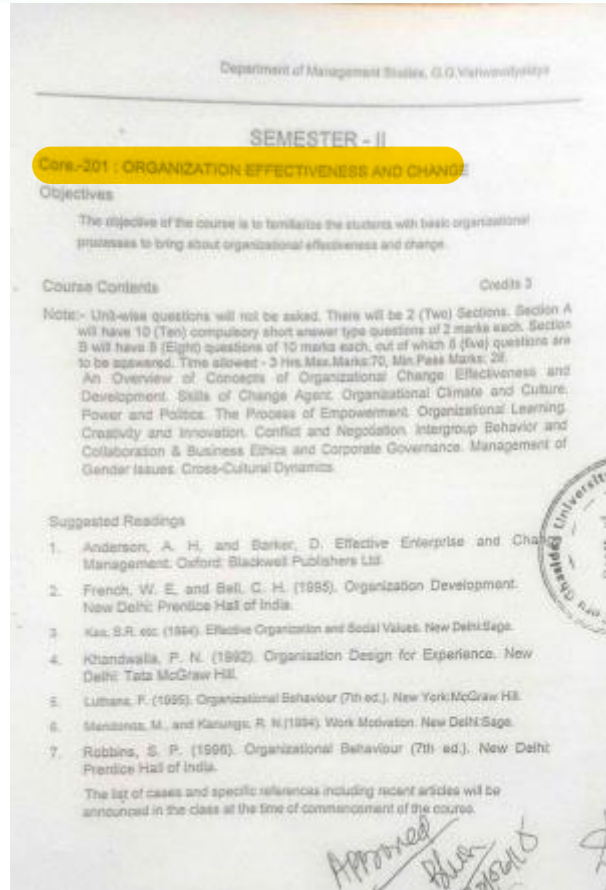 Department of Management Studies, G.G.Vishwavidyalaya
SEMESTER - II
Core.-201 : ORGANIZATION EFFECTIVENESS AND CHANGE
Objectives
The objective of the course is to familiarize the students with basic organizational
processes to bring about organizational effectiveness and change.
Course Contents Credits 3
Note:- Unit-wise questions will not be asked. There will be 2 (Two) Sections. Section A
will have 10 (Ten) compulsory short answer type questions of 2 marks each. Section
B will have 8 (Eight) questions of 10 marks each, out of which 5 (five) questions are
to be answered. Time allowed - 3 Hrs.Max.Marks:70, Min.Pass Marks: 28.
An Overview of Concepts of Organizational Change Effectiveness and
Development. Skills of Change Agent. Organizational Climate and Culture.
Power and Politics. The Process of Empowerment. Organizational Learning.
Creativity and Innovation. Conflict and Negotiation. Intergroup Behavior and
Collaboration & Business Ethics and Corporate Governance. Management of
Gender Issues. Cross-Cultural Dynamics.
Suggested Readings
1. Anderson, A. H, and Barker, D. Effective Enterprise and Change
Management. Oxford: Blackwell Publishers Ltd.
2. French, W. E, and Bell, C. H. (1995). Organization Development.
New Delhi: Prentice Hall of India.
3. S.R. etc. (1994). Effective Organization and Social Values. New Delhi:Sage.
4. Khandwalla, P. N. (1992). Organisation Design for Experience. New
Delhi: Tata McGraw Hill.
5. Luthans, F. (1995). Organizational Behaviour (7th ed.). New York:McGraw Hill.
6. Mendonsa, M., and Kanungo, R. N.(1994). Work Motivation. New Delhi:Sage.
7. Robbins, S. P. (1996). Organizational Behaviour (7th ed.). New Delhi:
Prentice Hall of India.
The list of cases and specific references including recent articles will be
announced in the class at the time of commencement of the course.
Ghasidas University
Approved